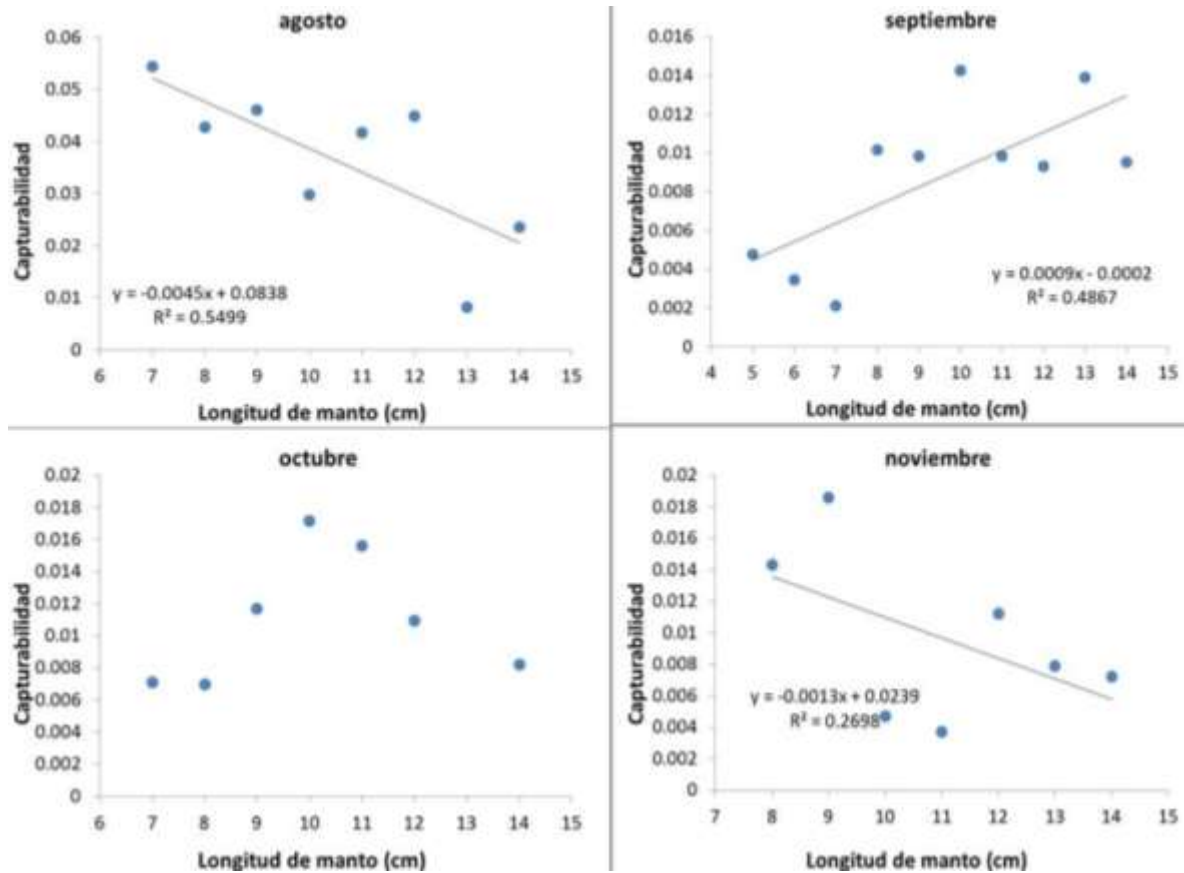 agosto
Capturabilidad
0.06
0.05
0.04
0.03
0.02
0.01
0
y = -0.0045x + 0.0838
R² = 0.5499
6 7 8 9 10 11 12 13 14 15
Longitud de manto (cm)
septiembre
Capturabilidad
0.016
0.014
0.012
0.01
0.008
0.006
0.004
0.002
0
y = 0.0009x - 0.0002
R² = 0.4867
4 5 6 7 8 9 10 11 12 13 14 15
Longitud de manto (cm)
octubre
Capturabilidad
0.02
0.018
0.016
0.014
0.012
0.01
0.008
0.006
0.004
0.002
0
6 7 8 9 10 11 12 13 14 15
Longitud de manto (cm)
noviembre
Capturabilidad
0.02
0.018
0.016
0.014
0.012
0.01
0.008
0.006
0.004
0.002
0
y = -0.0013x + 0.0239
R² = 0.2698
7 8 9 10 11 12 13 14 15
Longitud de manto (cm)